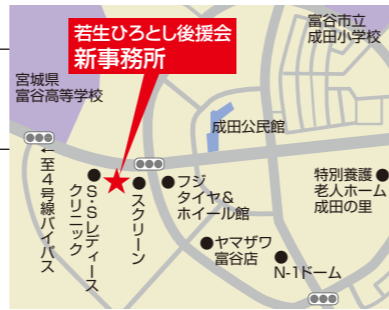 若生ひろとし後援会
新事務所
富谷市立
成田小学校
宮城県
富谷高等学校
成田公民館
←至4号線バイパス
S・Sレディース
クリニック
スクリーン
フジ
タイヤ&
ホイール館
特別養護
老人ホーム
成田の里
ヤマザワ
富谷店
N-1ドーム